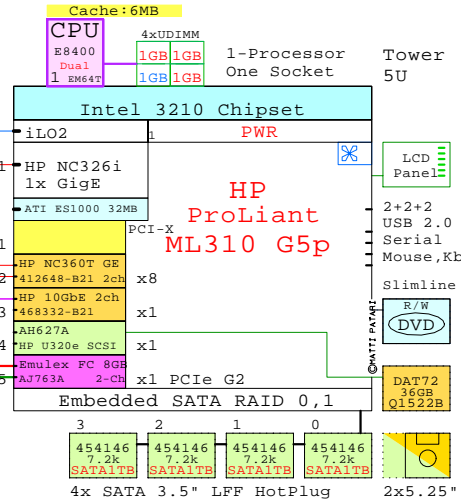 Cache:6MB
CPU
E8400
Dual
1 EM64T
4xUDIMM
1GB 1GB
1GB 1GB
1-Processor
One Socket
Tower
5U
Intel 3210 Chipset
iLO2
1
PWR
HP NC326i
1x GigE
ATI ES1000 32MB
PCI-X
HP
ProLiant
ML310 G5p
LCD
Panel
2+2+2
USB 2.0
Serial
Mouse,Kb
Slimline
R/W
DVD
©MATTI PATARI
1
HP NC360T GE
2 412648-B21 2ch x8
HP 10GbE 2ch
3 468332-B21 x1
AH627A
4 HP U320e SCSI x1
Emulex FC 8GB
5 AJ763A 2-Ch x1 PCIe G2
DAT72
36GB
Q1522B
Embedded SATA RAID 0,1
3 2 1 0
454146 454146 454146 454146
7.2k 7.2k 7.2k 7.2k
SATA1TB SATA1TB SATA1TB SATA1TB
4x SATA 3.5" LFF HotPlug
2x5.25"